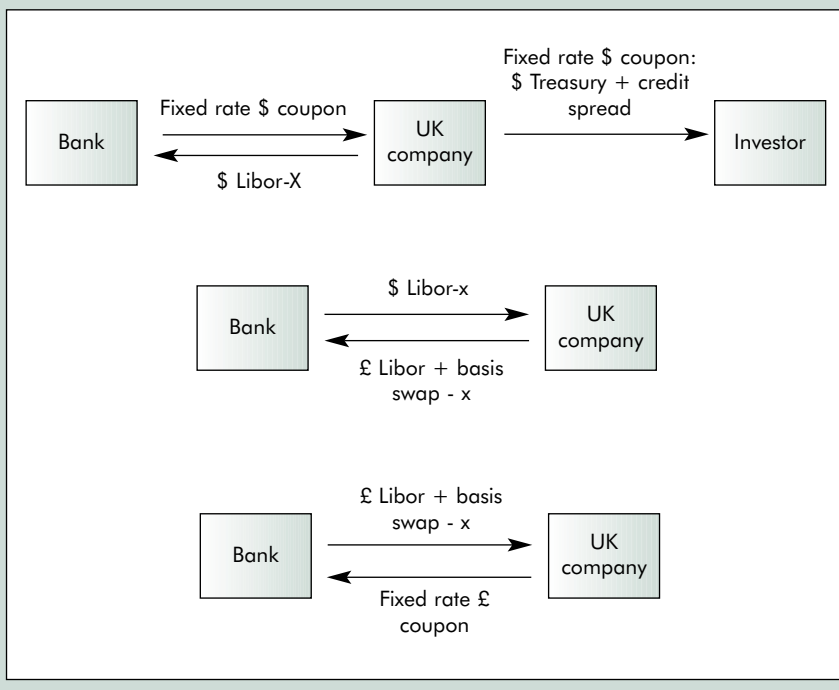 Fixed rate $ coupon:
$ Treasury + credit
spread
Bank
Fixed rate $ coupon
$ Libor-X
UK
company
Investor
Bank
$ Libor-x
£ Libor + basis
swap - x
UK
company
Bank
£ Libor + basis
swap - x
Fixed rate £
coupon
UK
company